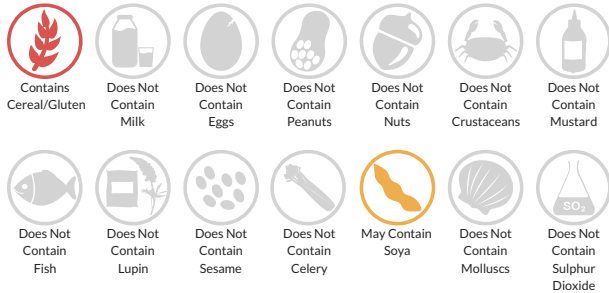 Contains
Cereal/Gluten
Does Not
Contain
Milk
Does Not
Contain
Eggs
Does Not
Contain
Peanuts
Does Not
Contain
Nuts
Does Not
Contain
Crustaceans
Does Not
Contain
Mustard
Does Not
Contain
Fish
Does Not
Contain
Lupin
Does Not
Contain
Sesame
Does Not
Contain
Celery
May Contain
Soya
Does Not
Contain
Molluscs
SO₂
Does Not
Contain
Sulphur
Dioxide